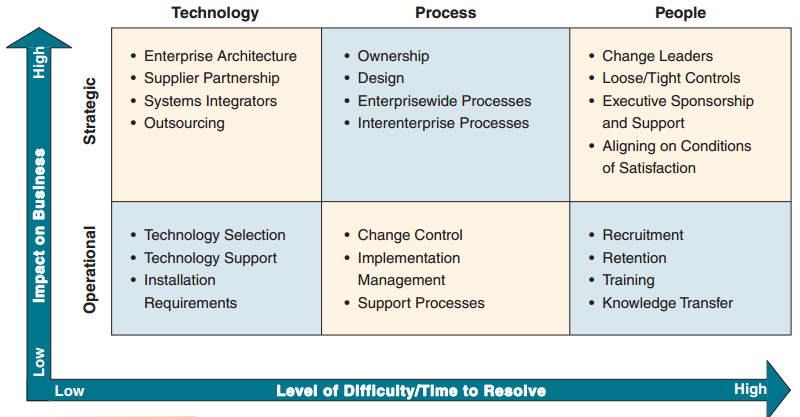 Technology
Process
People
High
Impact on Business
Low
Strategic
• Enterprise Architecture
• Supplier Partnership
• Systems Integrators
• Outsourcing
• Ownership
• Design
• Enterprisewide Processes
• Interenterprise Processes
• Change Leaders
• Loose/Tight Controls
• Executive Sponsorship
and Support
• Aligning on Conditions
of Satisfaction
Operational
• Technology Selection
• Technology Support
• Installation
Requirements
• Change Control
• Implementation
Management
• Support Processes
• Recruitment
• Retention
• Training
• Knowledge Transfer
Low
Level of Difficulty/Time to Resolve
High